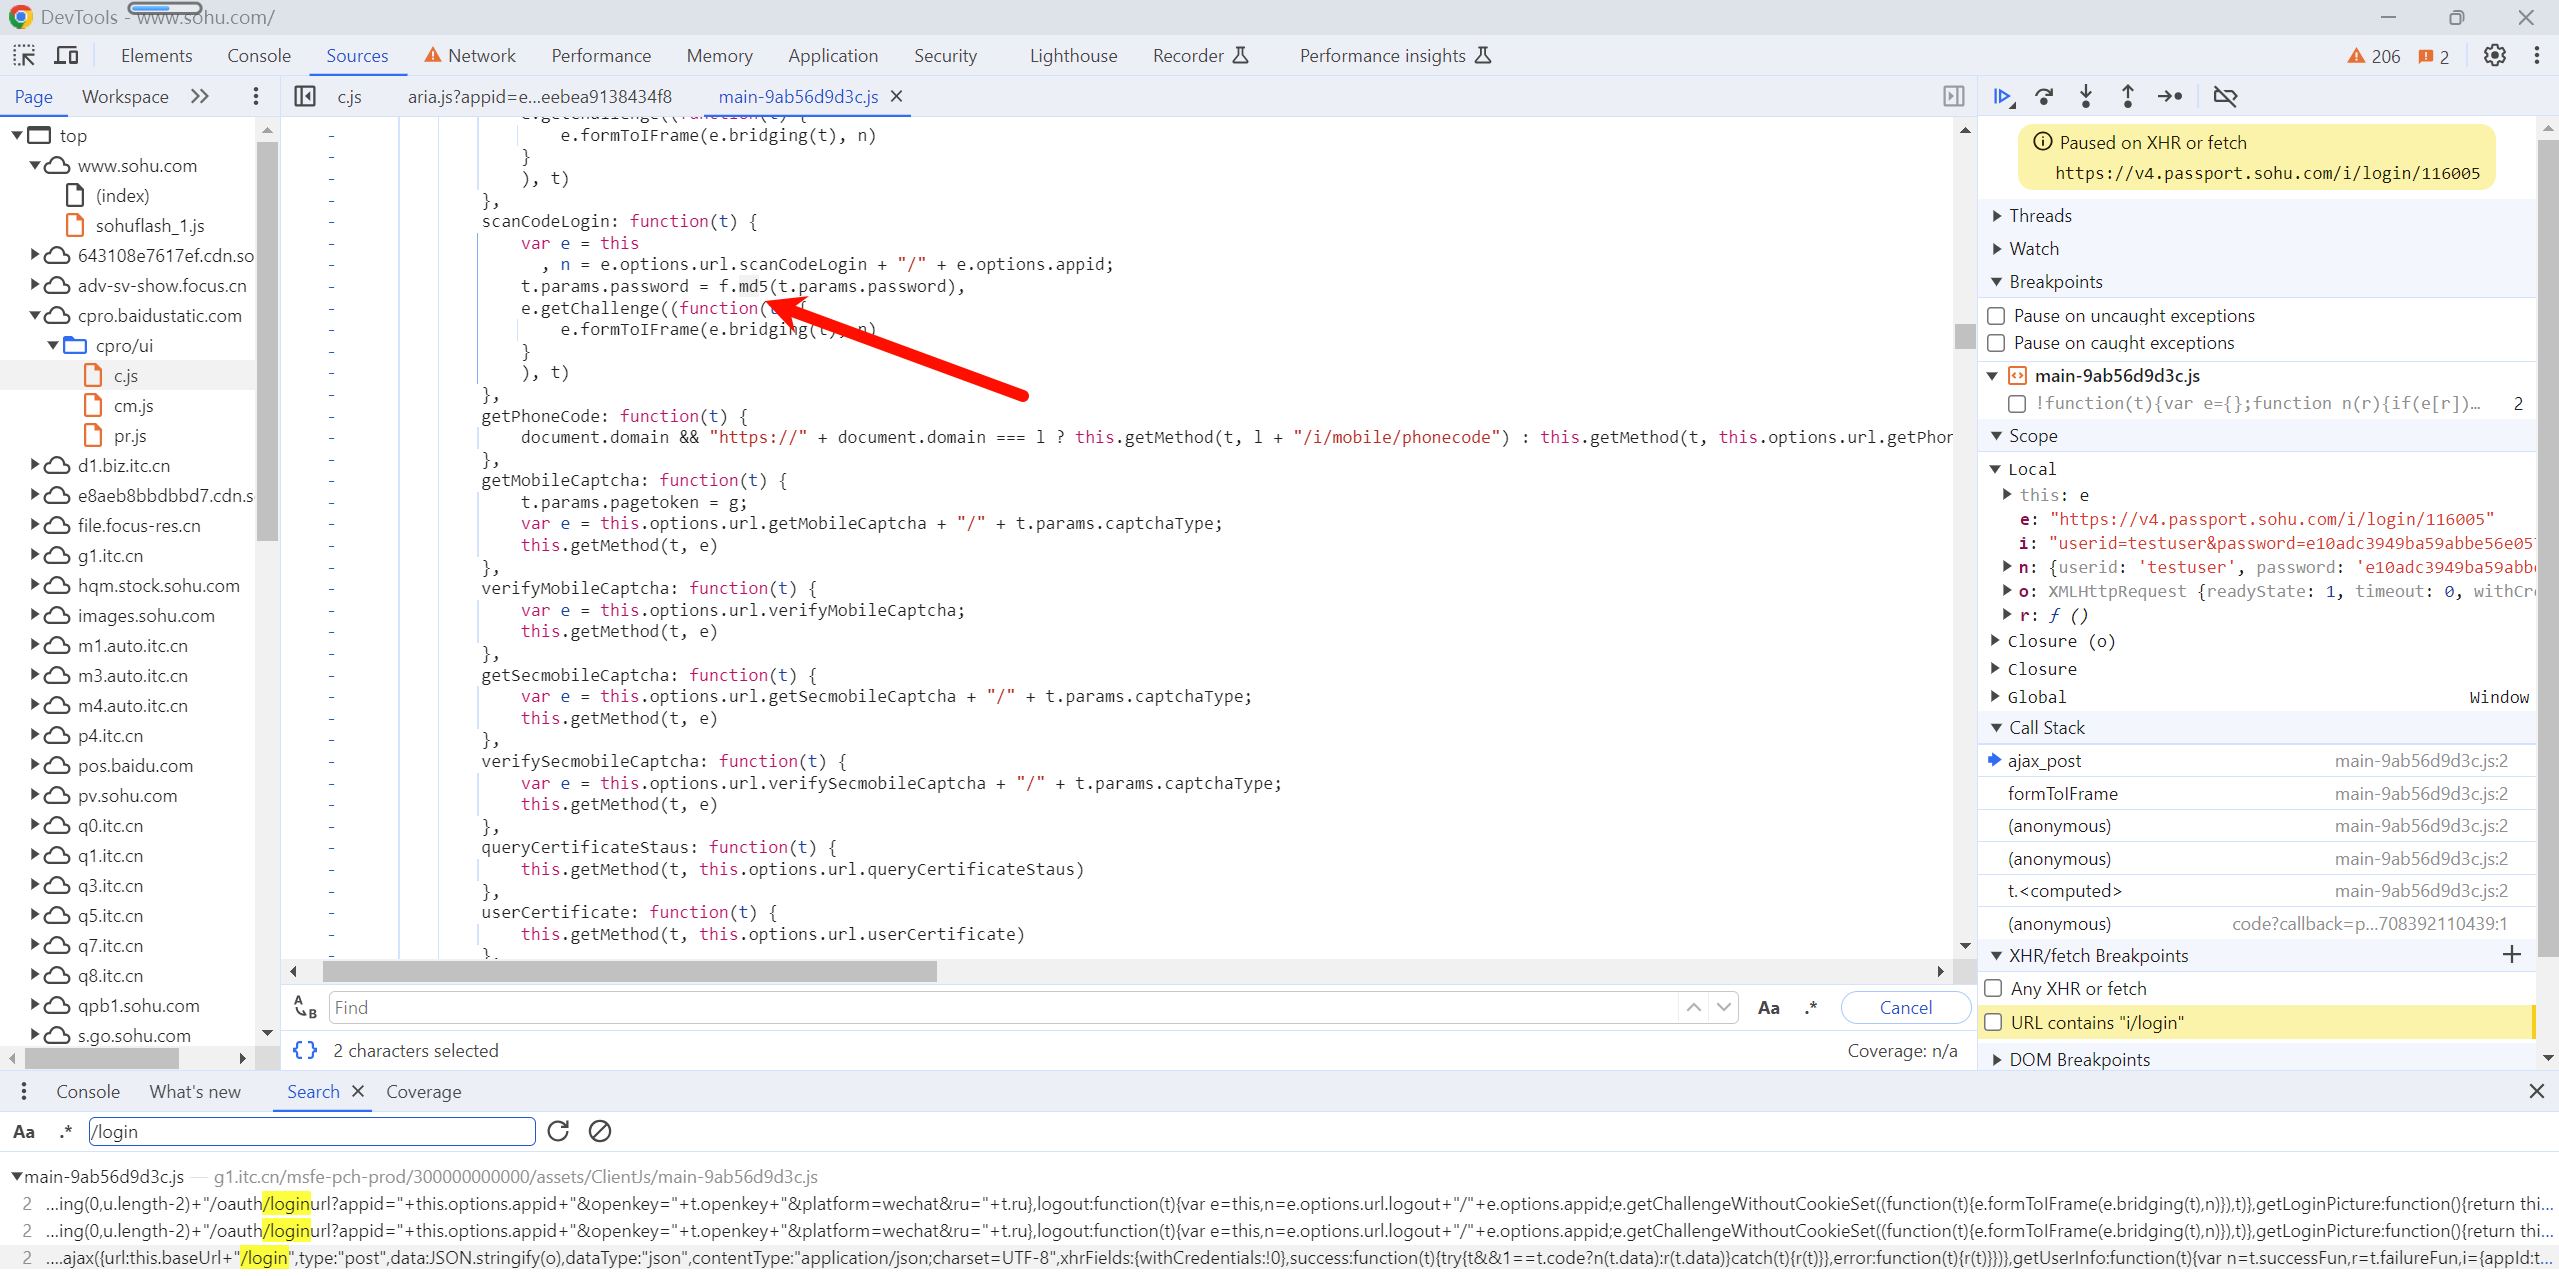 DevTools - www.sohu.com/
Elements Console Sources Network Performance Memory Application Security Lighthouse Recorder Performance insights 206 2
Page Workspace
c.js aria.js?appid=e...eebea9138434f8 main-9ab56d9d3c.js
top
www.sohu.com
(index)
sohuflash_1.js
643108e7617ef.cdn.so
adv-sv-show.focus.cn
cpro.baidustatic.com
cpro/ui
c.js
cm.js
pr.js
d1.biz.itc.cn
e8aeb8bbdbbd7.cdn.s
file.focus-res.cn
g1.itc.cn
hqm.stock.sohu.com
images.sohu.com
m1.auto.itc.cn
m3.auto.itc.cn
m4.auto.itc.cn
p4.itc.cn
pos.baidu.com
pv.sohu.com
q0.itc.cn
q1.itc.cn
q3.itc.cn
q5.itc.cn
q7.itc.cn
q8.itc.cn
qpb1.sohu.com
s.go.sohu.com
e.formToIFrame(e.bridging(t), n)
}
), t)
},
scanCodeLogin: function(t) {
var e = this
, n = e.options.url.scanCodeLogin + "/" + e.options.appid;
t.params.password = f.md5(t.params.password),
e.getChallenge((function(t) {
e.formToIFrame(e.bridging(t), n)
}
), t)
},
getPhoneCode: function(t) {
document.domain && "https://" + document.domain === l ? this.getMethod(t, l + "/i/mobile/phonecode") : this.getMethod(t, this.options.url.getPhon
},
getMobileCaptcha: function(t) {
t.params.pagetoken = g;
var e = this.options.url.getMobileCaptcha + "/" + t.params.captchaType;
this.getMethod(t, e)
},
verifyMobileCaptcha: function(t) {
var e = this.options.url.verifyMobileCaptcha;
this.getMethod(t, e)
},
getSecmobileCaptcha: function(t) {
var e = this.options.url.getSecmobileCaptcha + "/" + t.params.captchaType;
this.getMethod(t, e)
},
verifySecmobileCaptcha: function(t) {
var e = this.options.url.verifySecmobileCaptcha + "/" + t.params.captchaType;
this.getMethod(t, e)
},
queryCertificateStaus: function(t) {
this.getMethod(t, this.options.url.queryCertificateStaus)
},
userCertificate: function(t) {
this.getMethod(t, this.options.url.userCertificate)
},
Find Aa .* Cancel
{} 2 characters selected Coverage: n/a
Paused on XHR or fetch
https://v4.passport.sohu.com/i/login/116005
Threads
Watch
Breakpoints
Pause on uncaught exceptions
Pause on caught exceptions
main-9ab56d9d3c.js
!function(t){var e={};function n(r){if(e[r])… 2
Scope
Local
this: e
e: "https://v4.passport.sohu.com/i/login/116005"
i: "userid=testuser&password=e10adc3949ba59abbe56e05
n: {userid: 'testuser', password: 'e10adc3949ba59abb
o: XMLHttpRequest {readyState: 1, timeout: 0, withCr
r: ƒ ()
Closure (o)
Closure
Global Window
Call Stack
ajax_post main-9ab56d9d3c.js:2
formToIFrame main-9ab56d9d3c.js:2
(anonymous) main-9ab56d9d3c.js:2
(anonymous) main-9ab56d9d3c.js:2
t.<computed> main-9ab56d9d3c.js:2
(anonymous) code?callback=p...708392110439:1
XHR/fetch Breakpoints
Any XHR or fetch
URL contains "i/login"
DOM Breakpoints
Console What's new Search Coverage
Aa .* /login
main-9ab56d9d3c.js — g1.itc.cn/msfe-pch-prod/300000000000/assets/ClientJs/main-9ab56d9d3c.js
2 ...ing(0,u.length-2)+"/oauth/loginurl?appid="+this.options.appid+"&openkey="+t.openkey+"&platform=wechat&ru="+t.ru},logout:function(t){var e=this,n=e.options.url.logout+"/"+e.options.appid;e.getChallengeWithoutCookieSet((function(t){e.formToIFrame(e.bridging(t),n)}),t)},getLoginPicture:function(){return thi...
2 ...ing(0,u.length-2)+"/oauth/loginurl?appid="+this.options.appid+"&openkey="+t.openkey+"&platform=wechat&ru="+t.ru},logout:function(t){var e=this,n=e.options.url.logout+"/"+e.options.appid;e.getChallengeWithoutCookieSet((function(t){e.formToIFrame(e.bridging(t),n)}),t)},getLoginPicture:function(){return thi...
2 ....ajax({url:this.baseUrl+"/login",type:"post",data:JSON.stringify(o),dataType:"json",contentType:"application/json;charset=UTF-8",xhrFields:{withCredentials:!0},success:function(t){try{t&&1==t.code?n(t.data):r(t.data)}catch(t){r(t)}},error:function(t){r(t)}})},getUserInfo:function(t){var n=t.successFun,r=t.failureFun,i={appId:t...